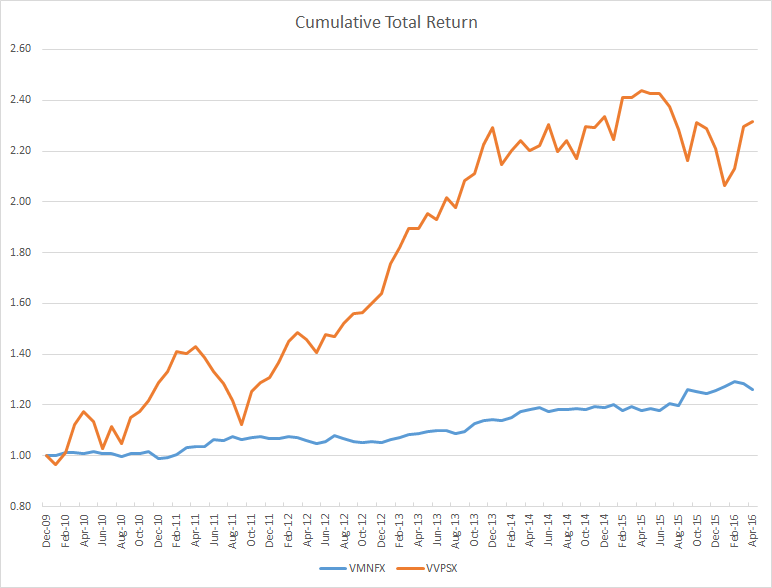 Cumulative Total Return
2.60
2.40
2.20
2.00
1.80
1.60
1.40
1.20
1.00
0.80
Dec-09
Feb-10
Apr-10
Jun-10
Aug-10
Oct-10
Dec-10
Feb-11
Apr-11
Jun-11
Aug-11
Oct-11
Dec-11
Feb-12
Apr-12
Jun-12
Aug-12
Oct-12
Dec-12
Feb-13
Apr-13
Jun-13
Aug-13
Oct-13
Dec-13
Feb-14
Apr-14
Jun-14
Aug-14
Oct-14
Dec-14
Feb-15
Apr-15
Jun-15
Aug-15
Oct-15
Dec-15
Feb-16
Apr-16
VMNFX
VVPSX